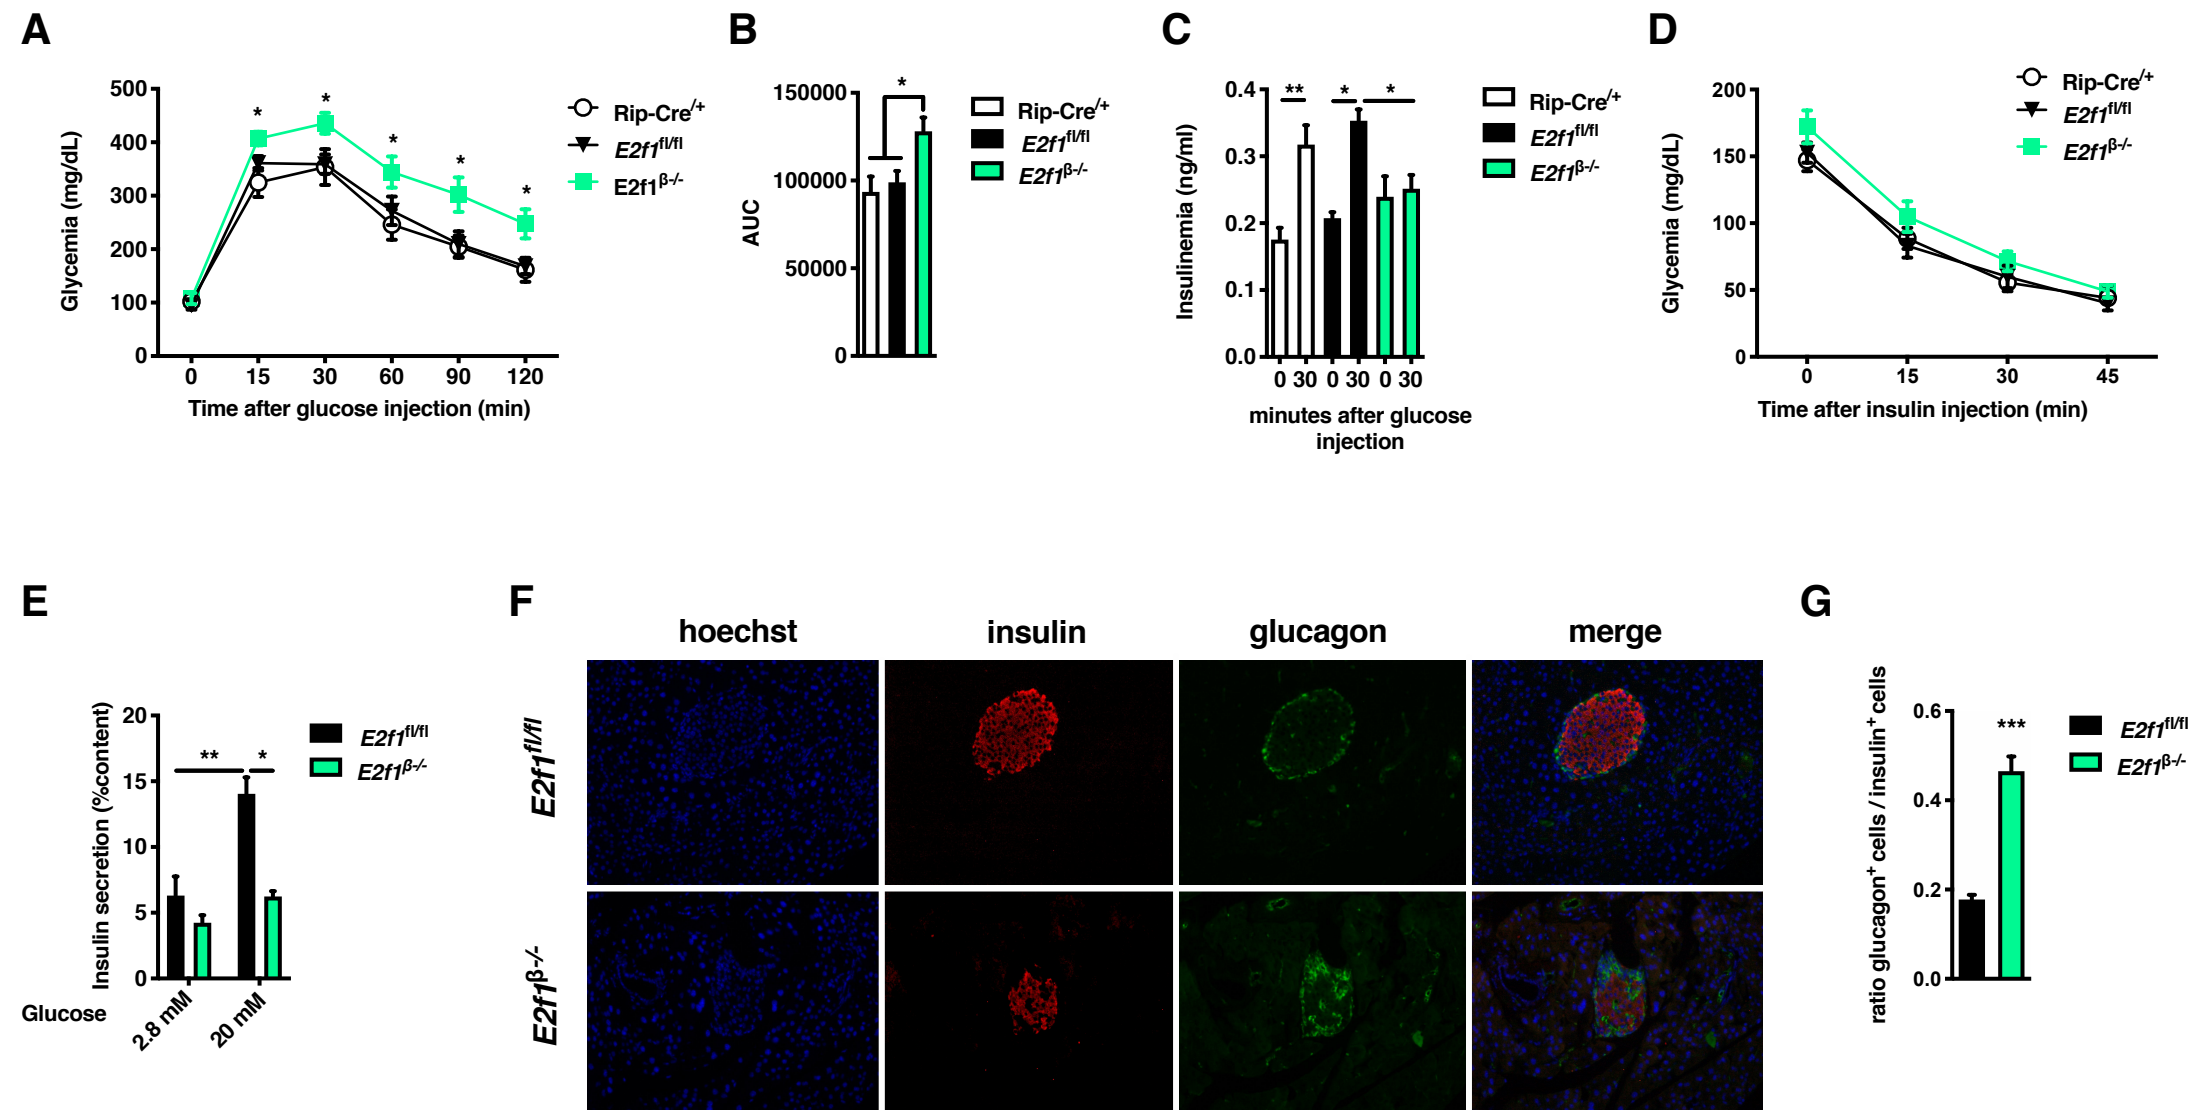 A
500
400
300
200
100
0
Glycemia (mg/dL)
* * * * *
0 15 30 60 90 120
Time after glucose injection (min)
Rip-Cre/+
E2f1fl/fl
E2f1β-/-
B
150000
100000
50000
0
AUC
*
Rip-Cre/+
E2f1fl/fl
E2f1β-/-
C
0.4
0.3
0.2
0.1
0.0
Insulinemia (ng/ml)
** * *
0 30 0 30 0 30
minutes after glucose
injection
Rip-Cre/+
E2f1fl/fl
E2f1β-/-
D
200
150
100
50
0
Glycemia (mg/dL)
0 15 30 45
Time after insulin injection (min)
Rip-Cre/+
E2f1fl/fl
E2f1β-/-
E
20
15
10
5
0
Insulin secretion (%content)
** *
Glucose
2.8 mM
20 mM
E2f1fl/fl
E2f1β-/-
F
hoechst insulin glucagon merge
E2f1fl/fl
E2f1β-/-
G
0.6
0.4
0.2
0.0
ratio glucagon+ cells / insulin+ cells
***
E2f1fl/fl
E2f1β-/-